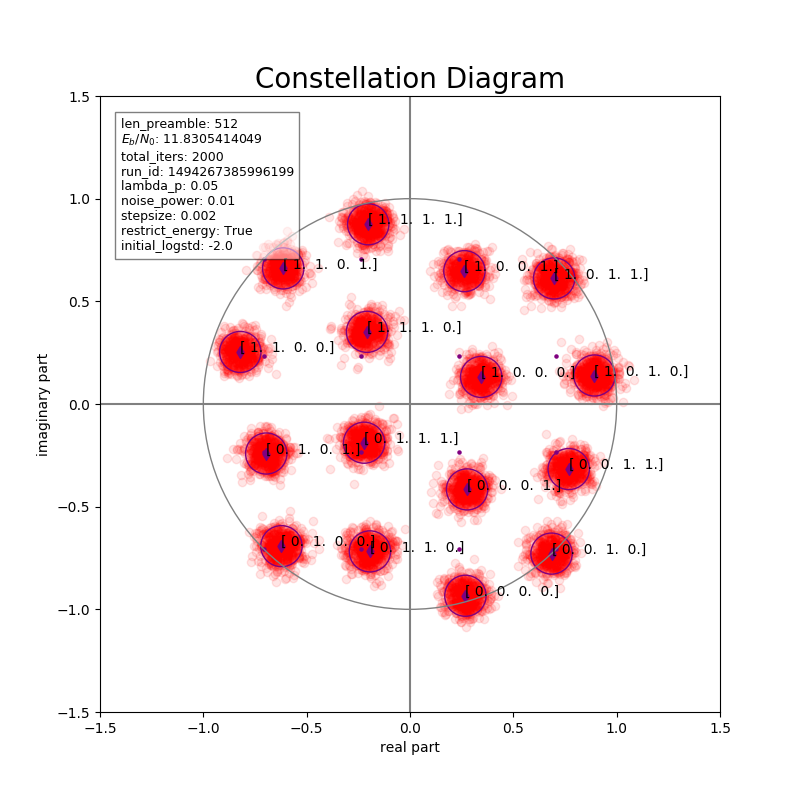 Constellation Diagram
1.5
len_preamble: 512
E_b/N_0: 11.8305414049
total_iters: 2000
run_id: 1494267385996199
lambda_p: 0.05
noise_power: 0.01
stepsize: 0.002
restrict_energy: True
initial_logstd: -2.0
1.0
[ 1. 1. 1. 1.]
[ 1. 1. 0. 1.]
[ 1. 0. 0. 1.]
[ 1. 0. 1. 1.]
0.5
[ 1. 1. 1. 0.]
[ 1. 1. 0. 0.]
[ 1. 0. 0. 0.]
[ 1. 0. 1. 0.]
imaginary part
0.0
[ 0. 1. 0. 1.]
[ 0. 1. 1. 1.]
[ 0. 0. 1. 1.]
[ 0. 0. 0. 1.]
−0.5
[ 0. 1. 0. 0.]
[ 0. 1. 1. 0.]
[ 0. 0. 1. 0.]
[ 0. 0. 0. 0.]
−1.0
−1.5
−1.5 −1.0 −0.5 0.0 0.5 1.0 1.5
real part